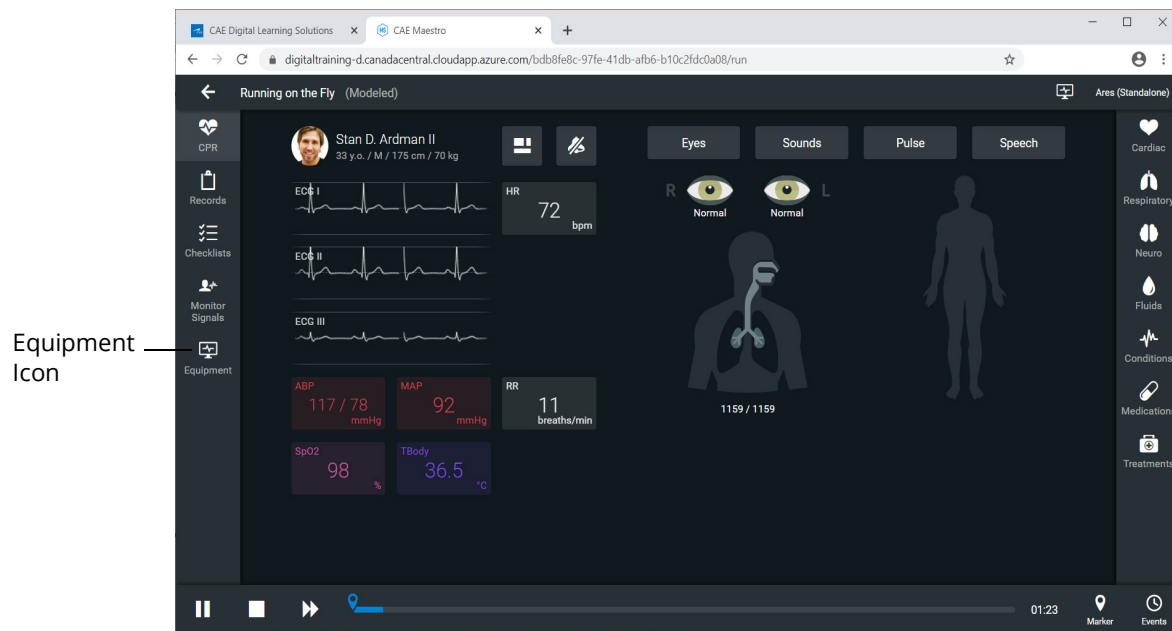 CAE Digital Learning Solutions
CAE Maestro
digitaltraining-d.canadacentral.cloudapp.azure.com/bdb8fe8c-97fe-41db-afb6-b10c2fdc0a08/run
Running on the Fly (Modeled)
Ares (Standalone)
CPR
Records
Checklists
Monitor
Signals
Equipment
Equipment
Icon
Stan D. Ardman II
33 y.o. / M / 175 cm / 70 kg
ECG I
HR
72
bpm
ECG II
ECG III
ABP
117 / 78
mmHg
MAP
92
mmHg
RR
11
breaths/min
SpO2
98
%
TBody
36.5
°C
Eyes
Sounds
Pulse
Speech
R
L
Normal
Normal
1159 / 1159
Cardiac
Respiratory
Neuro
Fluids
Conditions
Medication
Treatments
01:23
Marker
Events